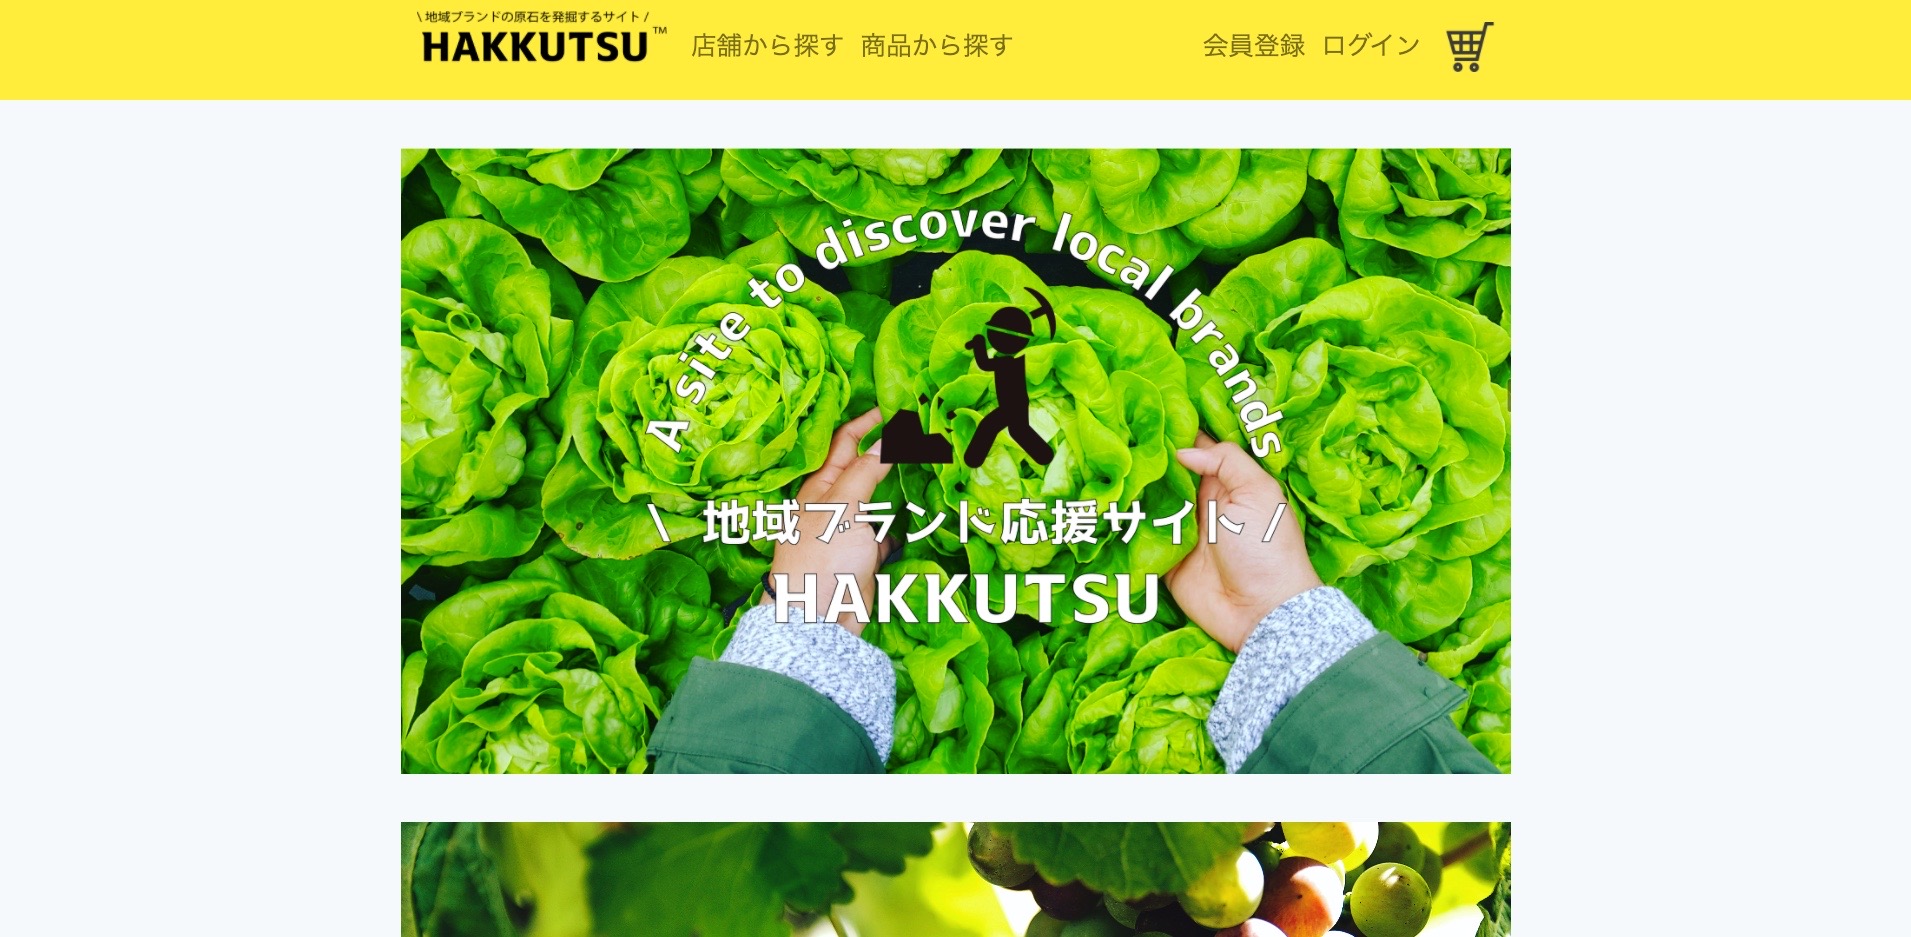 \ 地域ブランドの原石を発掘するサイト /
HAKKUTSU™
店舗から探す 商品から探す
会員登録 ログイン
A site to discover local brands
\ 地域ブランド応援サイト /
HAKKUTSU